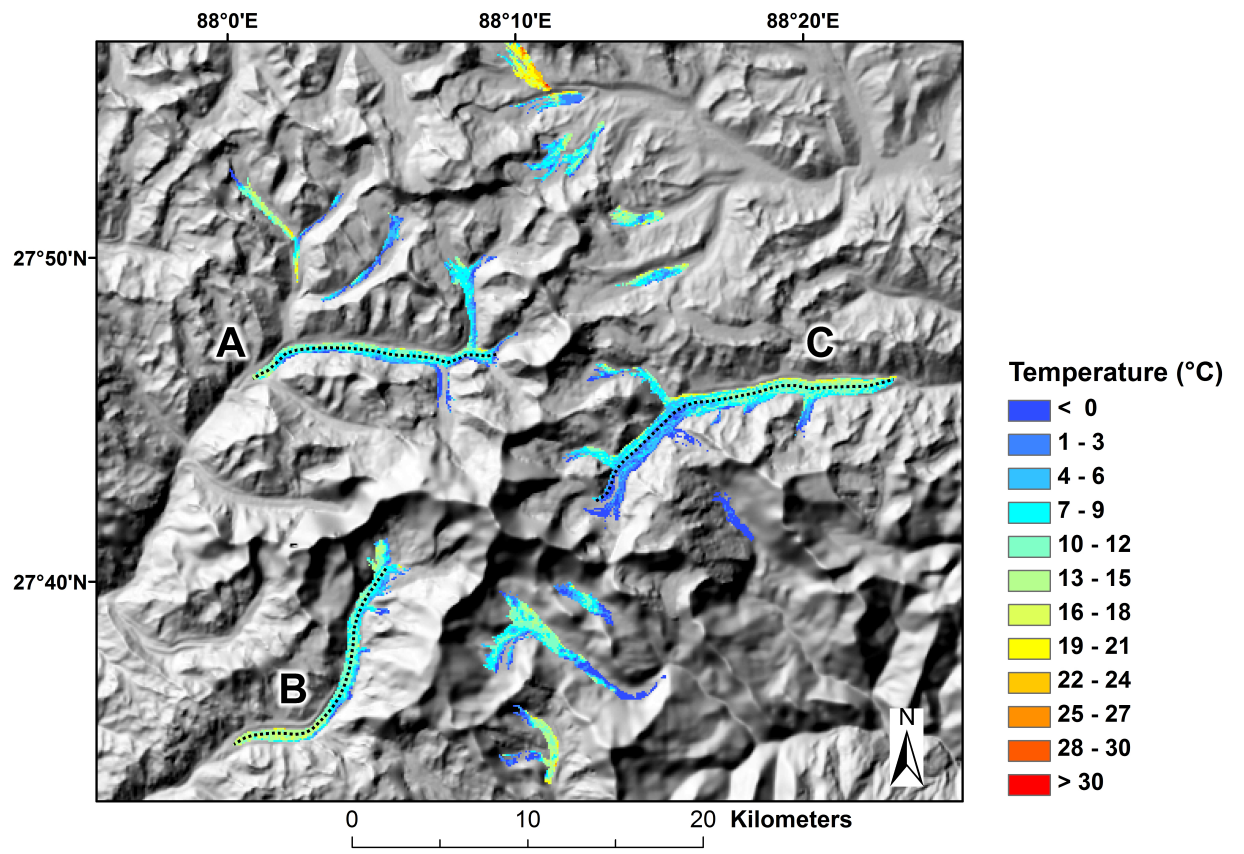 88°0'E 88°10'E 88°20'E
27°50'N
A
C
Temperature (°C)
< 0
1 - 3
4 - 6
7 - 9
10 - 12
27°40'N
13 - 15
16 - 18
19 - 21
B
22 - 24
25 - 27
N
28 - 30
> 30
0 10 20 Kilometers